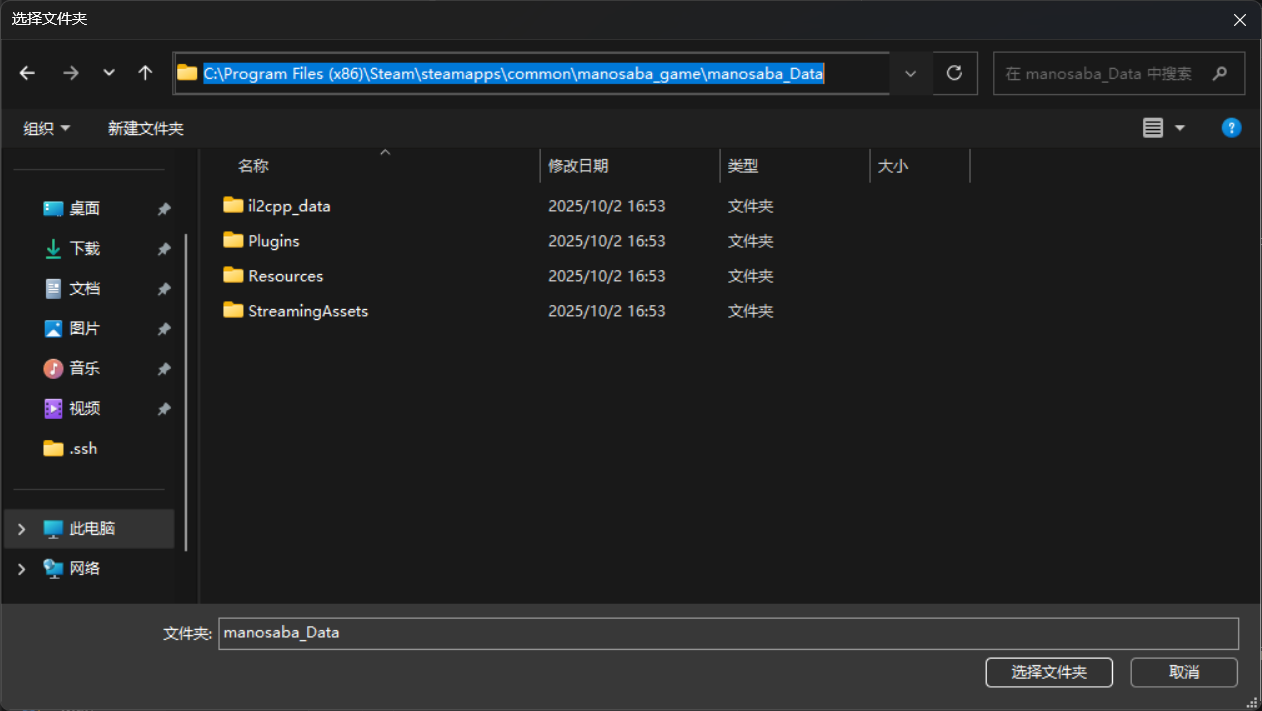 选择文件夹
C:\Program Files (x86)\Steam\steamapps\common\manosaba_game\manosaba_Data
在 manosaba_Data 中搜索
组织 新建文件夹
名称 修改日期 类型 大小
桌面
下载
文档
图片
音乐
视频
.ssh
此电脑
网络
il2cpp_data 2025/10/2 16:53 文件夹
Plugins 2025/10/2 16:53 文件夹
Resources 2025/10/2 16:53 文件夹
StreamingAssets 2025/10/2 16:53 文件夹
文件夹: manosaba_Data
选择文件夹 取消